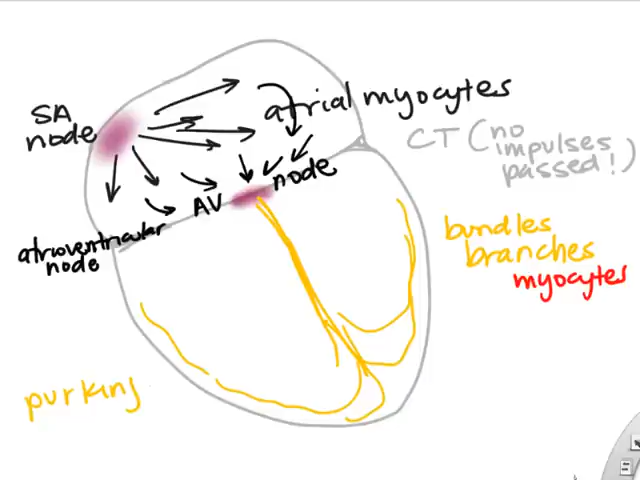 SA
node
atrial myocytes
CT (no
impulses
passed!)
node
AV
atrioventricular
node
bundles
branches
myocytes
purkinj